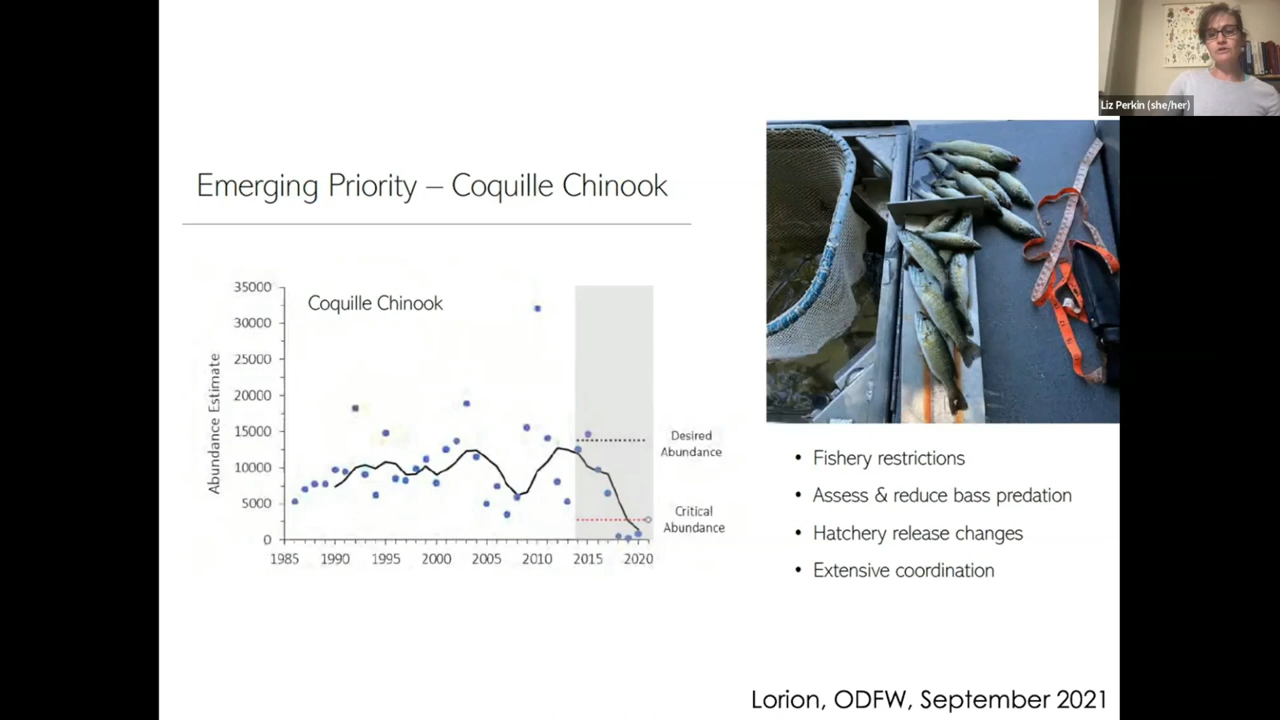 Liz Perkin (she/her)
Emerging Priority – Coquille Chinook
Coquille Chinook
Abundance Estimate
35000
30000
25000
20000
15000
10000
5000
0
1985 1990 1995 2000 2005 2010 2015 2020
Desired
Abundance
Critical
Abundance
• Fishery restrictions
• Assess & reduce bass predation
• Hatchery release changes
• Extensive coordination
Lorion, ODFW, September 2021